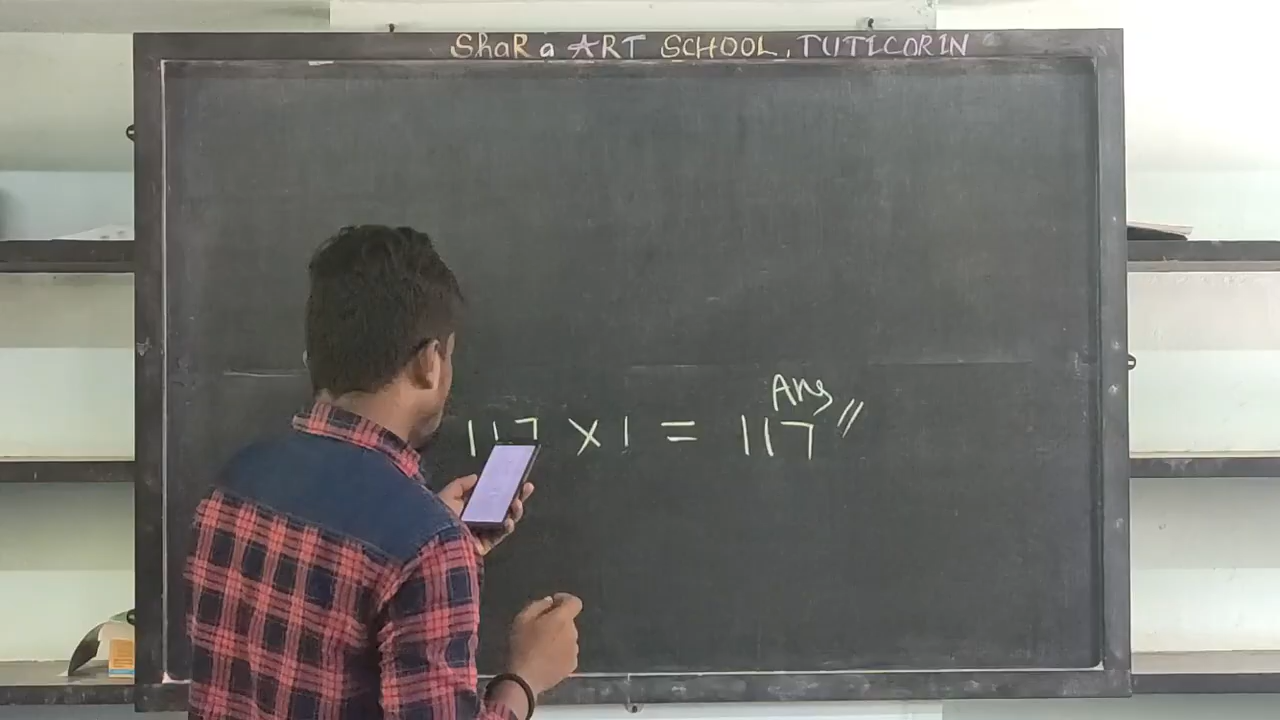 ShaRa ART SCHOOL, TUTICORIN
Ans
117 × 1 = 117 //